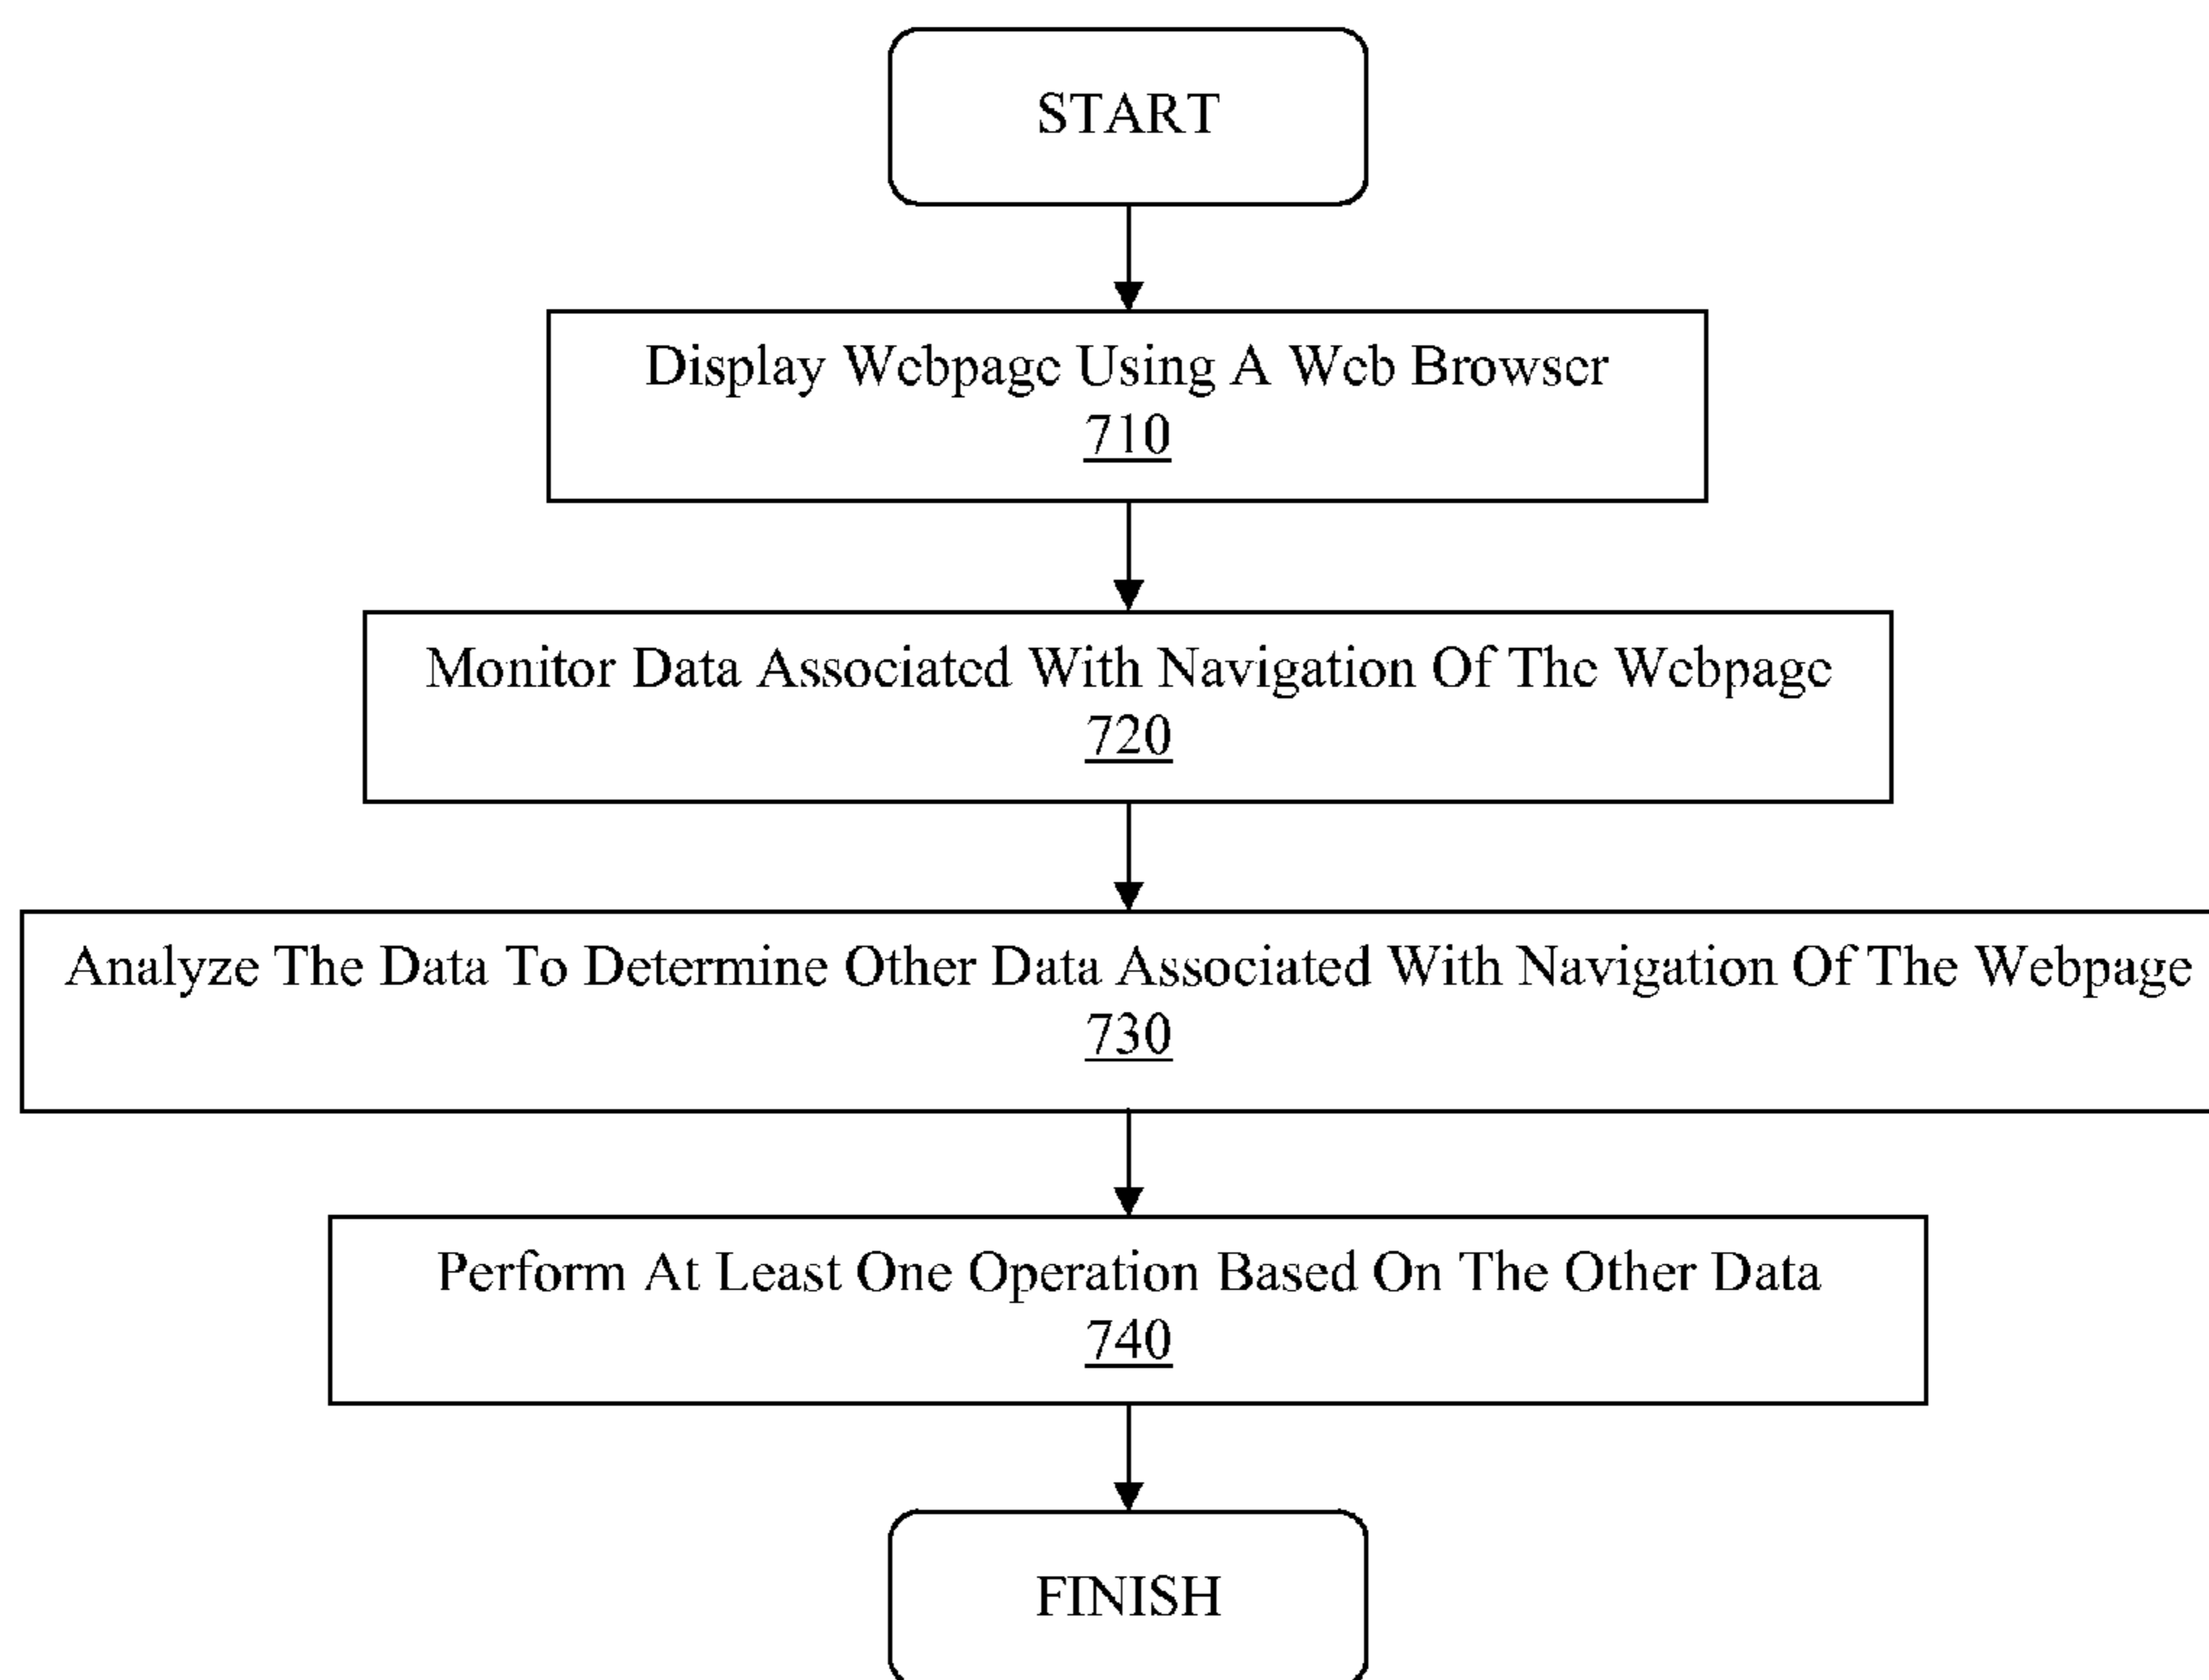 START
Display Webpage Using A Web Browser
710
Monitor Data Associated With Navigation Of The Webpage
720
Analyze The Data To Determine Other Data Associated With Navigation Of The Webpage
730
Perform At Least One Operation Based On The Other Data
740
FINISH